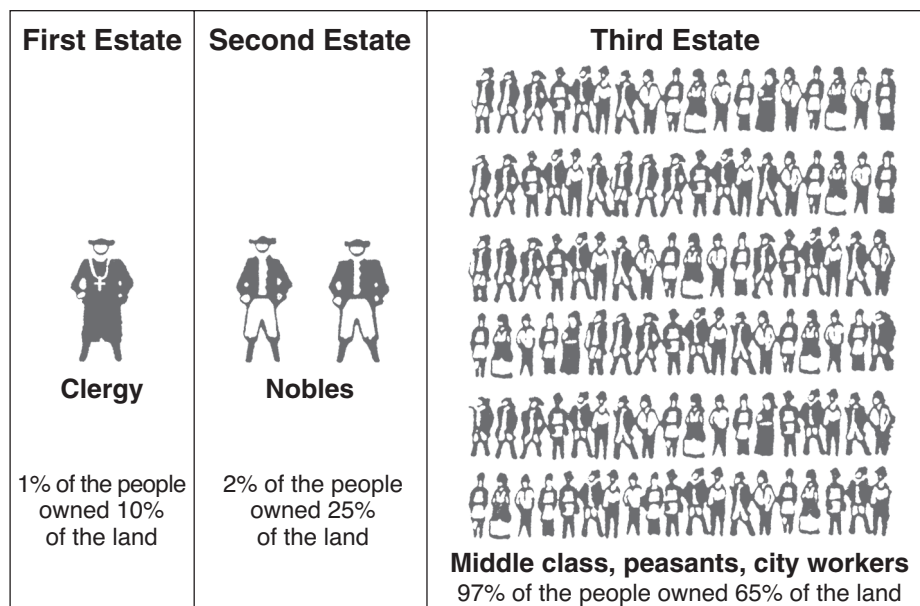 First Estate
Clergy
1% of the people
owned 10%
of the land
Second Estate
Nobles
2% of the people
owned 25%
of the land
Third Estate
Middle class, peasants, city workers
97% of the people owned 65% of the land